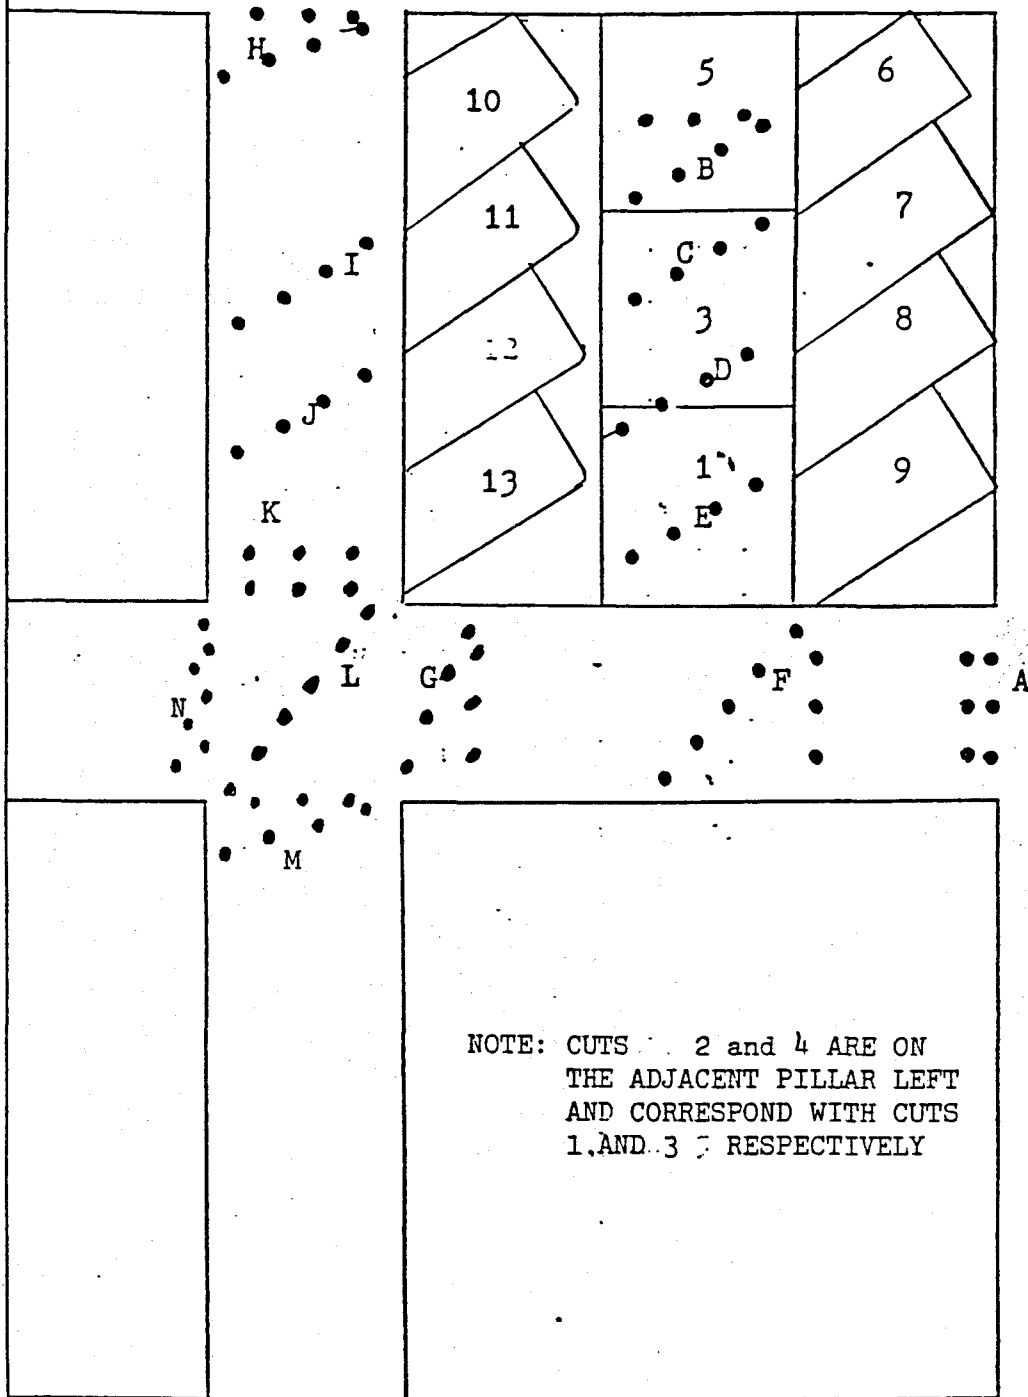 H
5
6
10
B
11
7
C
I
3
8
12
D
J
1
13
9
K
E
L
G
F
A
N
M
NOTE: CUTS 2 and 4 ARE ON
THE ADJACENT PILLAR LEFT
AND CORRESPOND WITH CUTS
1.AND 3 RESPECTIVELY